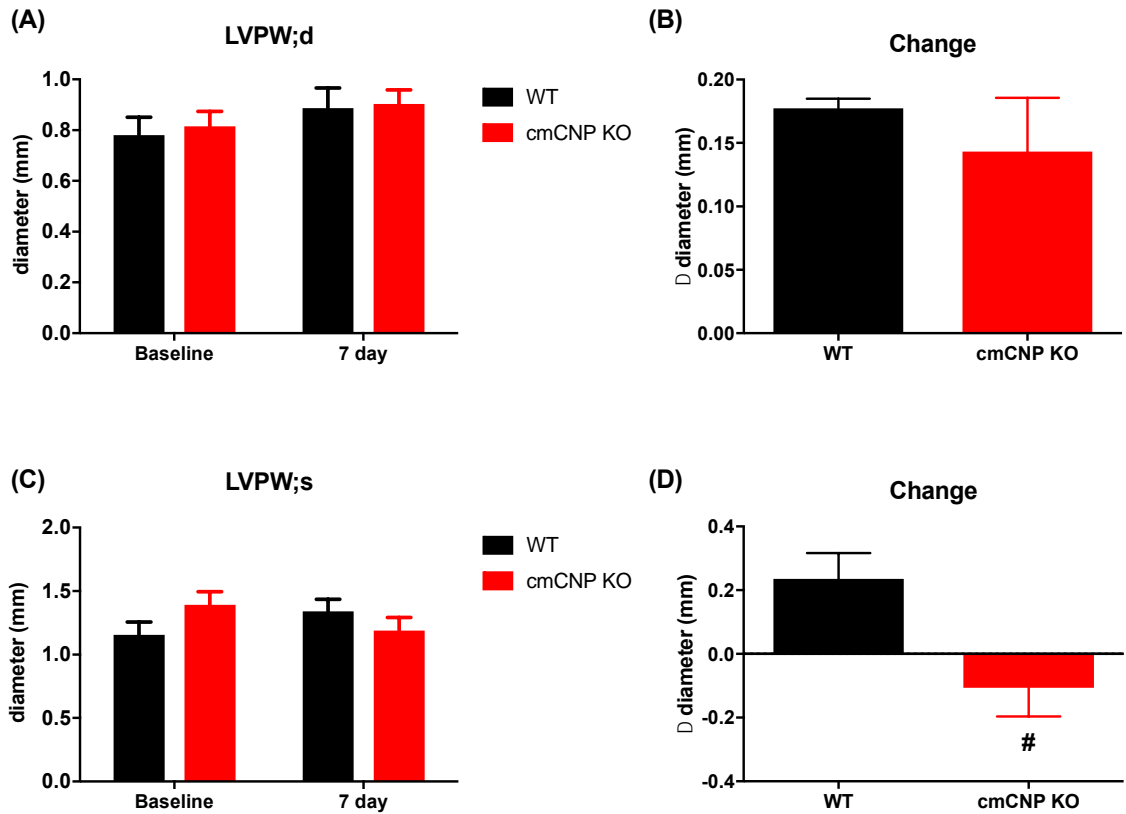 (A)
LVPW;d
diameter (mm)
1.0
0.8
0.6
0.4
0.2
0.0
Baseline
7 day
WT
cmCNP KO
(B)
Change
D diameter (mm)
0.20
0.15
0.10
0.05
0.00
WT
cmCNP KO
(C)
LVPW;s
diameter (mm)
2.0
1.5
1.0
0.5
0.0
Baseline
7 day
WT
cmCNP KO
(D)
Change
D diameter (mm)
0.4
0.2
0.0
-0.2
-0.4
#
WT
cmCNP KO